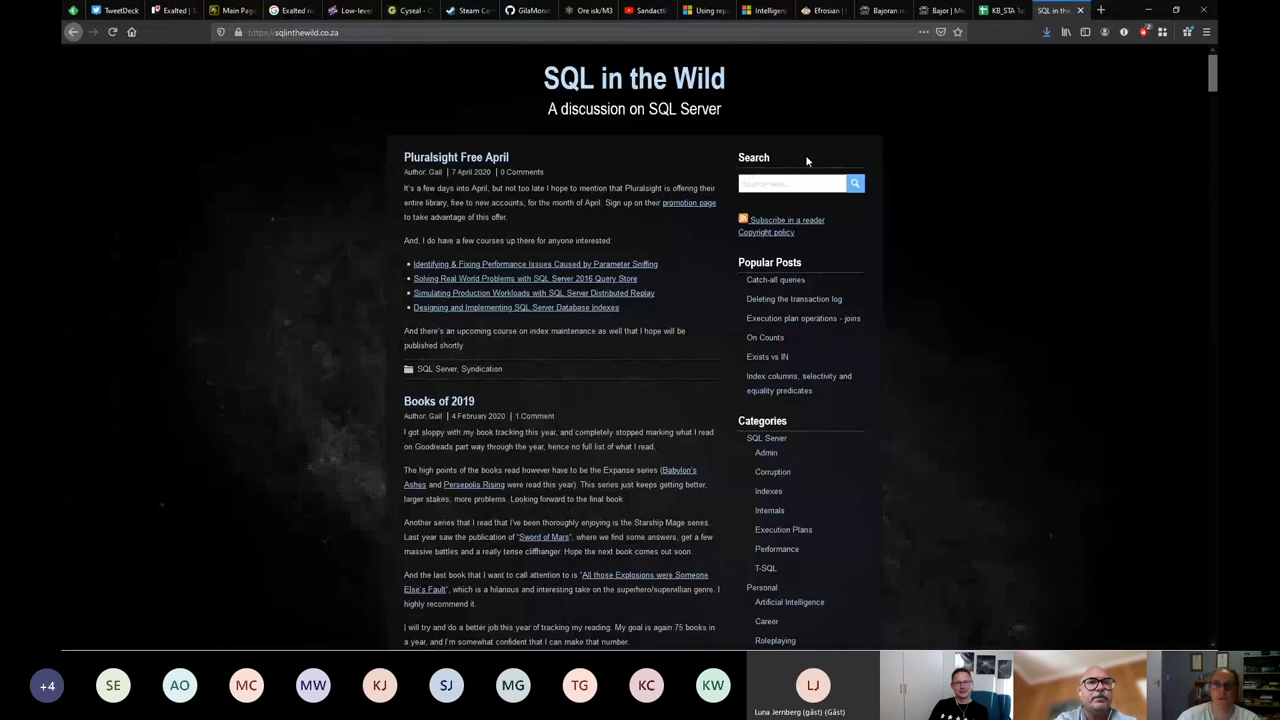 TweetDeck
Exalted |
Main Page
Exalted ru
Low-level
Cyseal -
Steam Co
GilaMons
Ore isk/M3
Sandact6
Using repo
Intelligenc
Efrosian |
Bajoran re
Bajor | Me
KB_STA Ta
SQL in the
https://sqlinthewild.co.za
SQL in the Wild
A discussion on SQL Server
Pluralsight Free April
Author: Gail | 7 April 2020 | 0 Comments
It's a few days into April, but not too late I hope to mention that Pluralsight is offering their
entire library, free to new accounts, for the month of April. Sign up on their promotion page
to take advantage of this offer.
And, I do have a few courses up there for anyone interested:
Identifying & Fixing Performance Issues Caused by Parameter Sniffing
Solving Real World Problems with SQL Server 2016 Query Store
Simulating Production Workloads with SQL Server Distributed Replay
Designing and Implementing SQL Server Database Indexes
And there's an upcoming course on index maintenance as well that I hope will be
published shortly.
SQL Server, Syndication
Books of 2019
Author: Gail | 4 February 2020 | 1 Comment
I got sloppy with my book tracking this year, and completely stopped marking what I read
on Goodreads part way through the year, hence no full list of what I read.
The high points of the books read however have to be the Expanse series (Babylon's
Ashes and Persepolis Rising were read this year). This series just keeps getting better,
larger stakes, more problems. Looking forward to the final book.
Another series that I read that I've been thoroughly enjoying is the Starship Mage series.
Last year saw the publication of "Sword of Mars", where we find some answers, get a few
massive battles and a really tense cliffhanger. Hope the next book comes out soon.
And the last book that I want to call attention to is "All those Explosions were Someone
Else's Fault", which is a hilarious and interesting take on the superhero/supervillian genre. I
highly recommend it.
I will try and do a better job this year of tracking my reading. My goal is again 75 books in
a year, and I'm somewhat confident that I can make that number.
Search
Search here...
Subscribe in a reader
Copyright policy
Popular Posts
Catch-all queries
Deleting the transaction log
Execution plan operations - joins
On Counts
Exists vs IN
Index columns, selectivity and
equality predicates
Categories
SQL Server
Admin
Corruption
Indexes
Internals
Execution Plans
Performance
T-SQL
Personal
Artificial Intelligence
Career
Roleplaying
+4
SE
AO
MC
MW
KJ
SJ
MG
TG
KC
KW
LJ
Luna Jernberg (gäst) (Gäst)